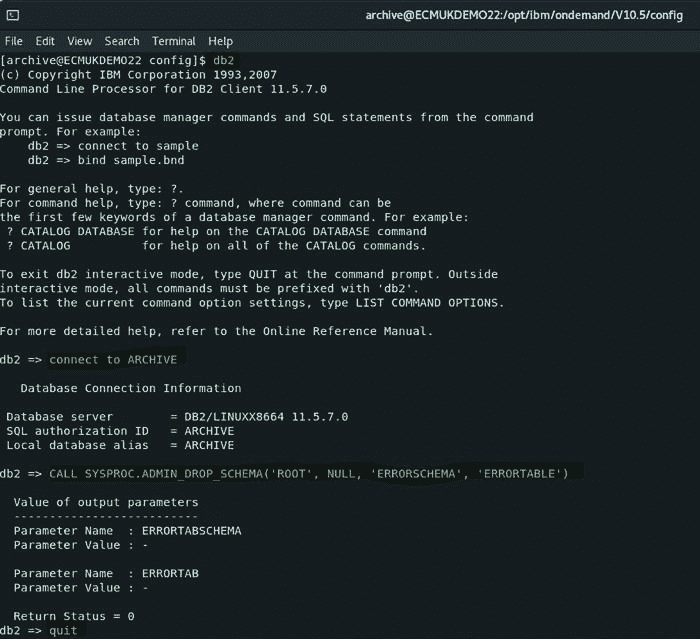 archive@ECMUKDEMO22:/opt/ibm/ondemand/V10.5/config
File Edit View Search Terminal Help
[archive@ECMUKDEMO22 config]$ db2
(c) Copyright IBM Corporation 1993,2007
Command Line Processor for DB2 Client 11.5.7.0
You can issue database manager commands and SQL statements from the command
prompt. For example:
    db2 => connect to sample
    db2 => bind sample.bnd
For general help, type: ?.
For command help, type: ? command, where command can be
the first few keywords of a database manager command. For example:
 ? CATALOG DATABASE for help on the CATALOG DATABASE command
 ? CATALOG          for help on all of the CATALOG commands.
To exit db2 interactive mode, type QUIT at the command prompt. Outside
interactive mode, all commands must be prefixed with 'db2'.
To list the current command option settings, type LIST COMMAND OPTIONS.
For more detailed help, refer to the Online Reference Manual.
db2 => connect to ARCHIVE
   Database Connection Information
 Database server        = DB2/LINUXX8664 11.5.7.0
 SQL authorization ID   = ARCHIVE
 Local database alias   = ARCHIVE
db2 => CALL SYSPROC.ADMIN_DROP_SCHEMA('ROOT', NULL, 'ERRORSCHEMA', 'ERRORTABLE')
  Value of output parameters
  --------------------------
  Parameter Name  : ERRORTABSCHEMA
  Parameter Value : -
  Parameter Name  : ERRORTAB
  Parameter Value : -
  Return Status = 0
db2 => quit